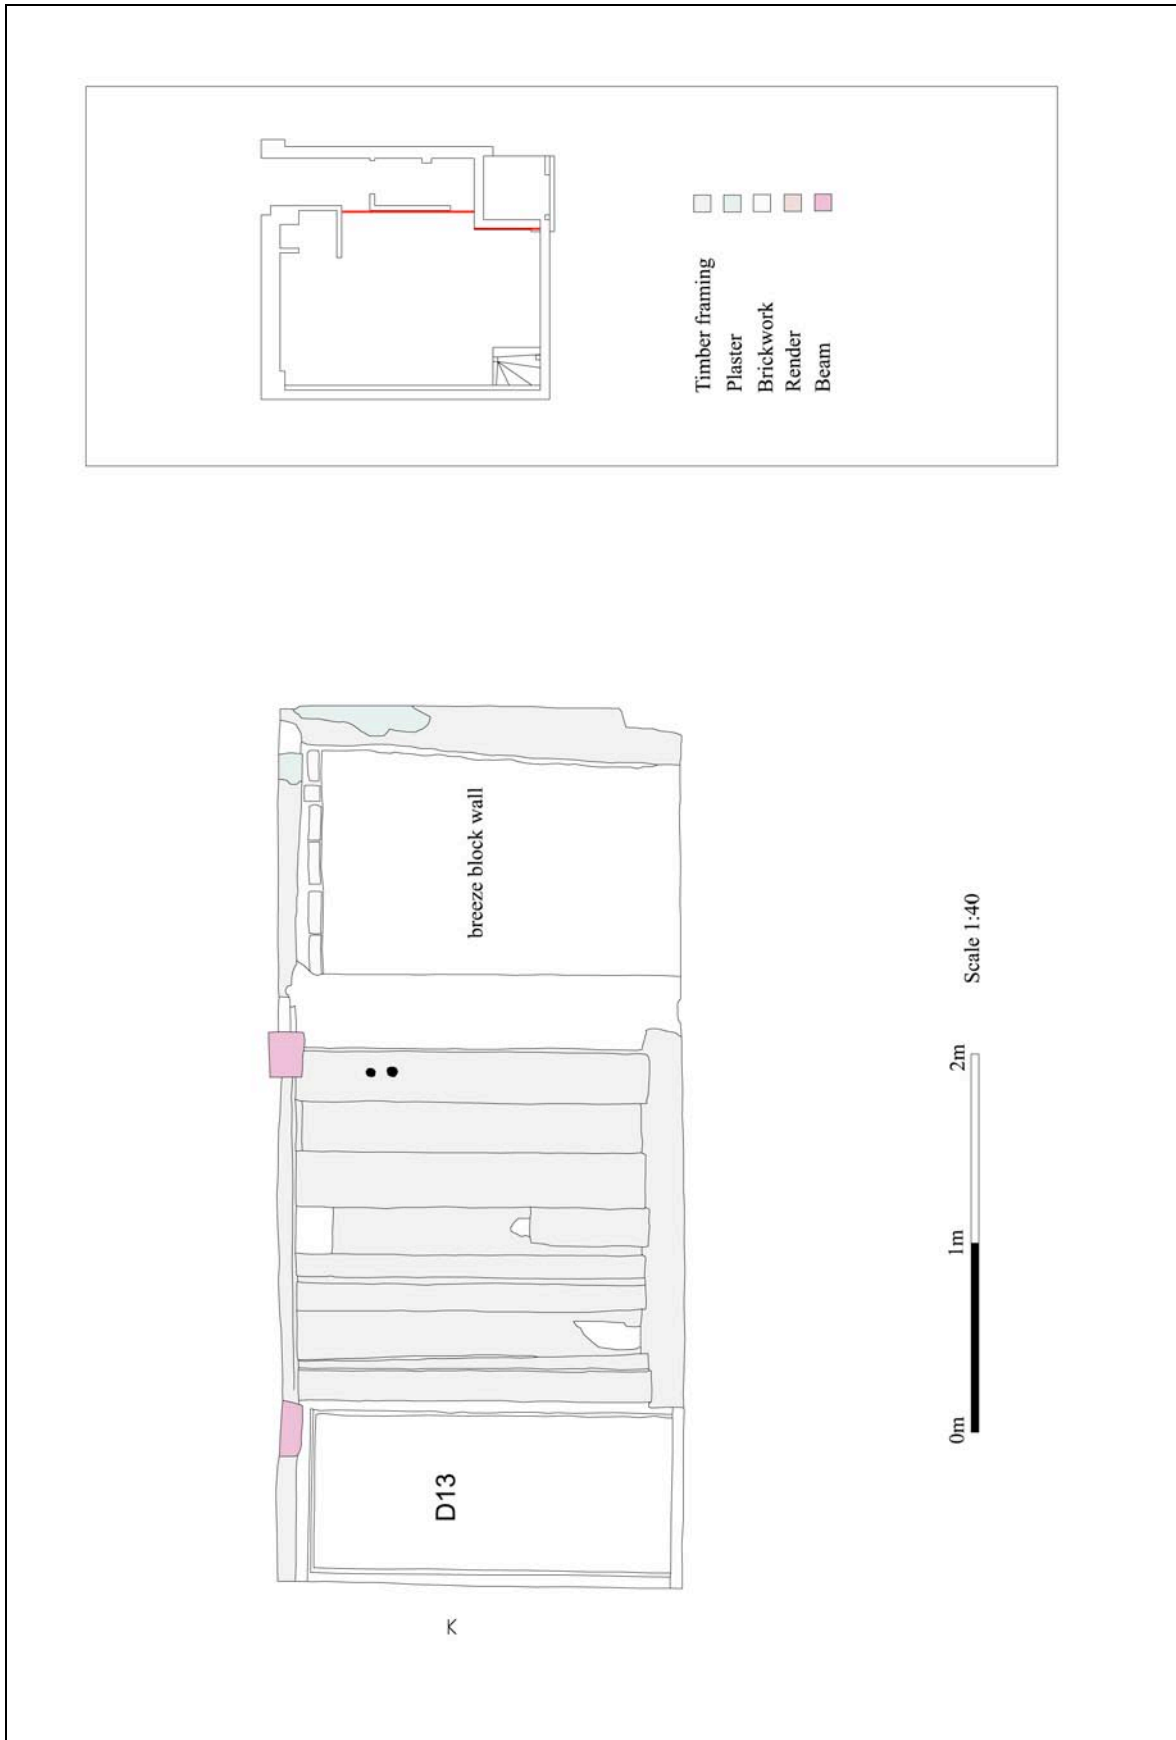 Timber framing
Plaster
Brickwork
Render
Beam
breeze block wall
D13
K
0m
1m
2m
Scale 1:40